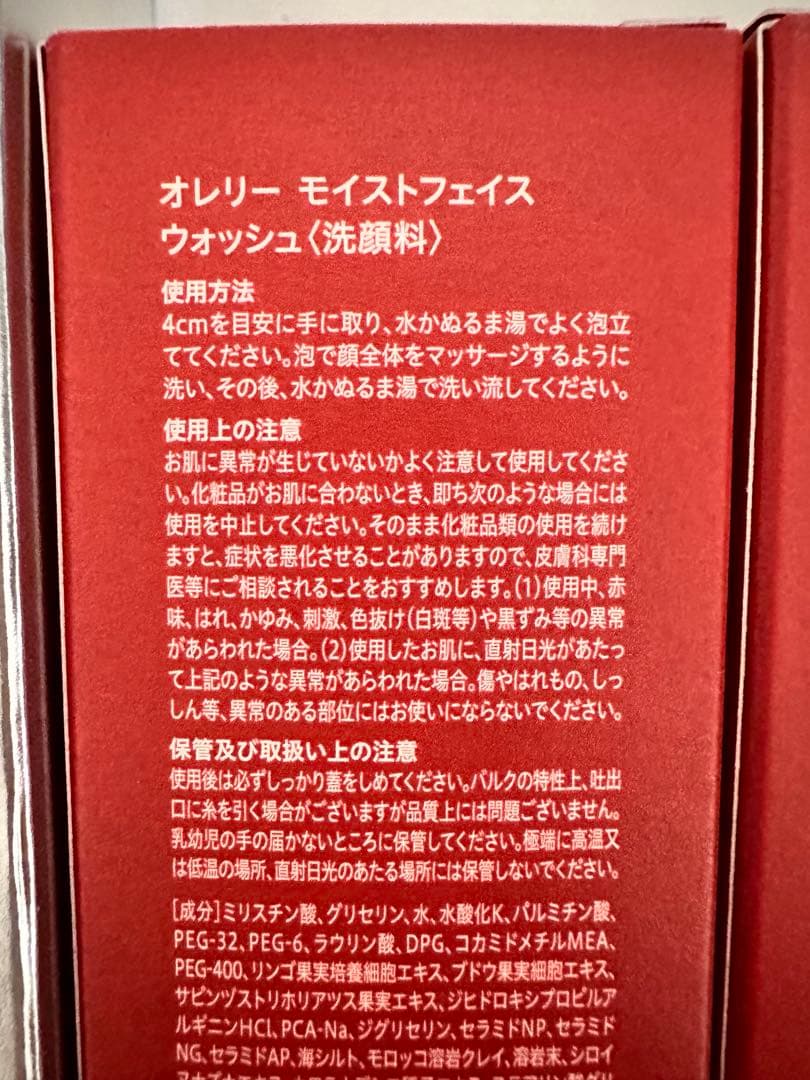 オレリー モイストフェイス
ウォッシュ〈洗顔料〉
使用方法
4cmを目安に手に取り、水かぬるま湯でよく泡立
ててください。泡で顔全体をマッサージするように
洗い、その後、水かぬるま湯で洗い流してください。
使用上の注意
お肌に異常が生じていないかよく注意して使用してくださ
い。化粧品がお肌に合わないとき、即ち次のような場合には
使用を中止してください。そのまま化粧品類の使用を続け
ますと、症状を悪化させることがありますので、皮膚科専門
医等にご相談されることをおすすめします。(1)使用中、赤
味、はれ、かゆみ、刺激、色抜け(白斑等)や黒ずみ等の異常
があらわれた場合。(2)使用したお肌に、直射日光があたっ
て上記のような異常があらわれた場合。傷やはれもの、しっ
しん等、異常のある部位にはお使いにならないでください。
保管及び取扱い上の注意
使用後は必ずしっかり蓋をしめてください。バルクの特性上、吐出
口に糸を引く場合がございますが品質上には問題ございません。
乳幼児の手の届かないところに保管してください。極端に高温又
は低温の場所、直射日光のあたる場所には保管しないでください。
[成分]ミリスチン酸、グリセリン、水、水酸化K、パルミチン酸、
PEG-32、PEG-6、ラウリン酸、DPG、コカミドメチルMEA、
PEG-400、リンゴ果実培養細胞エキス、ブドウ果実細胞エキス、
サピンヅストリホリアツス果実エキス、ジヒドロキシプロピルア
ルギニンHCl、PCA-Na、ジグリセリン、セラミドNP、セラミド
NG、セラミドAP、海シルト、モロッコ溶岩クレイ、溶岩末、シロイ